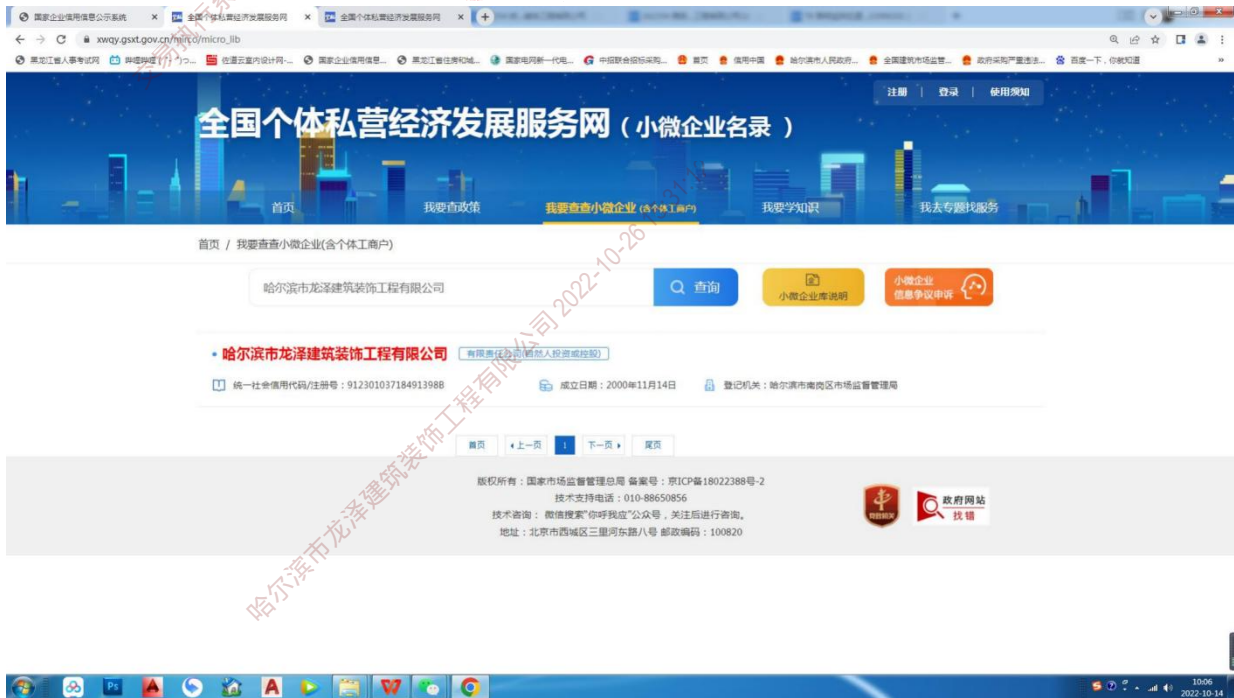 国家企业信用信息公示系统
全国个体私营经济发展服务网
全国个体私营经济发展服务网
xwqy.gsxt.gov.cn/mirco/micro_lib
黑龙江省人事考试网
佐道云室内设计网-...
国家企业信用信息...
黑龙江省住房和城...
国家电网新一代电...
中招联合招标采购...
首页
信用中国
哈尔滨市人民政府...
全国建筑市场监管...
政府采购严重违法...
百度一下，你就知道
注册 | 登录 | 使用须知
全国个体私营经济发展服务网（小微企业名录 ）
首页
我要查政策
我要查查小微企业 (含个体工商户)
我要学知识
我去专题找服务
首页 / 我要查查小微企业(含个体工商户)
哈尔滨市龙泽建筑装饰工程有限公司
查询
小微企业库说明
小微企业
信息争议申诉
哈尔滨市龙泽建筑装饰工程有限公司
有限责任公司(自然人投资或控股)
统一社会信用代码/注册号：91230103718491398B
成立日期：2000年11月14日
登记机关：哈尔滨市南岗区市场监督管理局
首页
上一页
1
下一页
尾页
版权所有：国家市场监督管理总局 备案号：京ICP备18022388号-2
技术支持电话：010-88650856
技术咨询： 微信搜索"你呼我应"公众号，关注后进行咨询。
地址：北京市西城区三里河东路八号 邮政编码：100820
党政机关
政府网站
找错
哈尔滨市龙泽建筑装饰工程有限公司 2022-10-26
10:06
2022-10-14